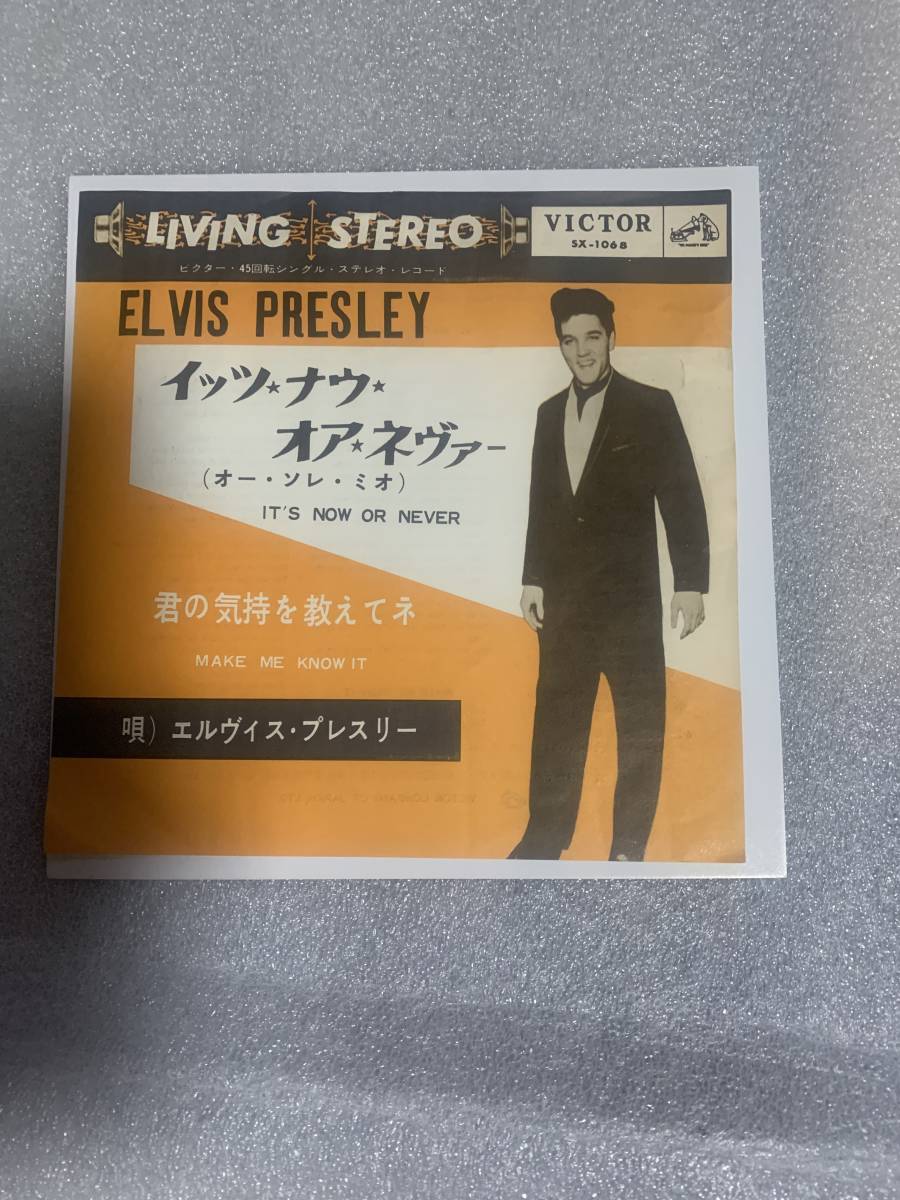 LIVING STEREO
VICTOR
SX-1068
"HIS MASTER'S VOICE"
ビクター・45回転シングル・ステレオ・レコード
ELVIS PRESLEY
イッツ★ナウ★
オア★ネヴァー
(オー・ソレ・ミオ)
IT'S NOW OR NEVER
君の気持を教えてネ
MAKE ME KNOW IT
唄) エルヴィス・プレスリー